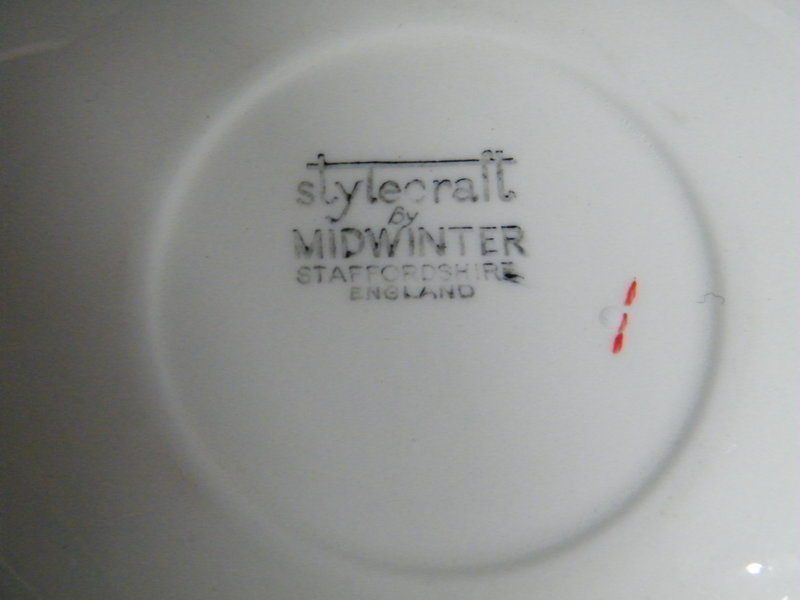 stylecraft
By
MIDWINTER
STAFFORDSHIRE
ENGLAND